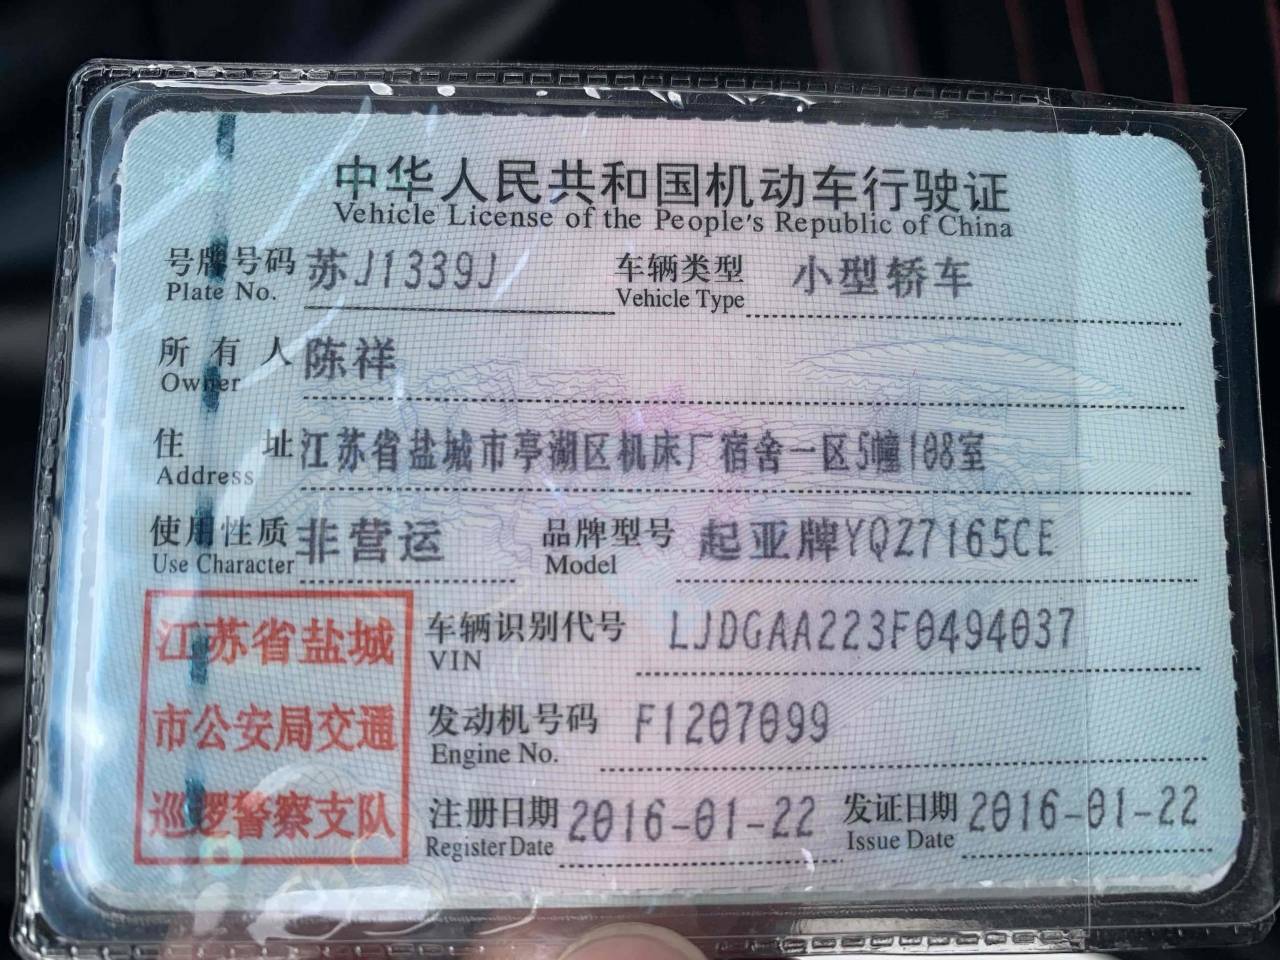 中华人民共和国机动车行驶证
Vehicle License of the People's Republic of China
号牌号码 苏J1339J 车辆类型 小型轿车
Plate No. Vehicle Type
所有人 陈祥
Owner
住址 江苏省盐城市亭湖区机床厂宿舍一区5幢108室
Address
使用性质 非营运 品牌型号 起亚牌YQZ7165CE
Use Character Model
江苏省盐城
市公安局交通
巡逻警察支队
车辆识别代号 LJDGAA223F0494037
VIN
发动机号码 F1207099
Engine No.
注册日期 2016-01-22 发证日期 2016-01-22
Register Date Issue Date